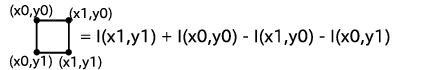 (x0,y0) (x1,y0)
= I(x1,y1) + I(x0,y0) - I(x1,y0) - I(x0,y1)
(x0,y1) (x1,y1)